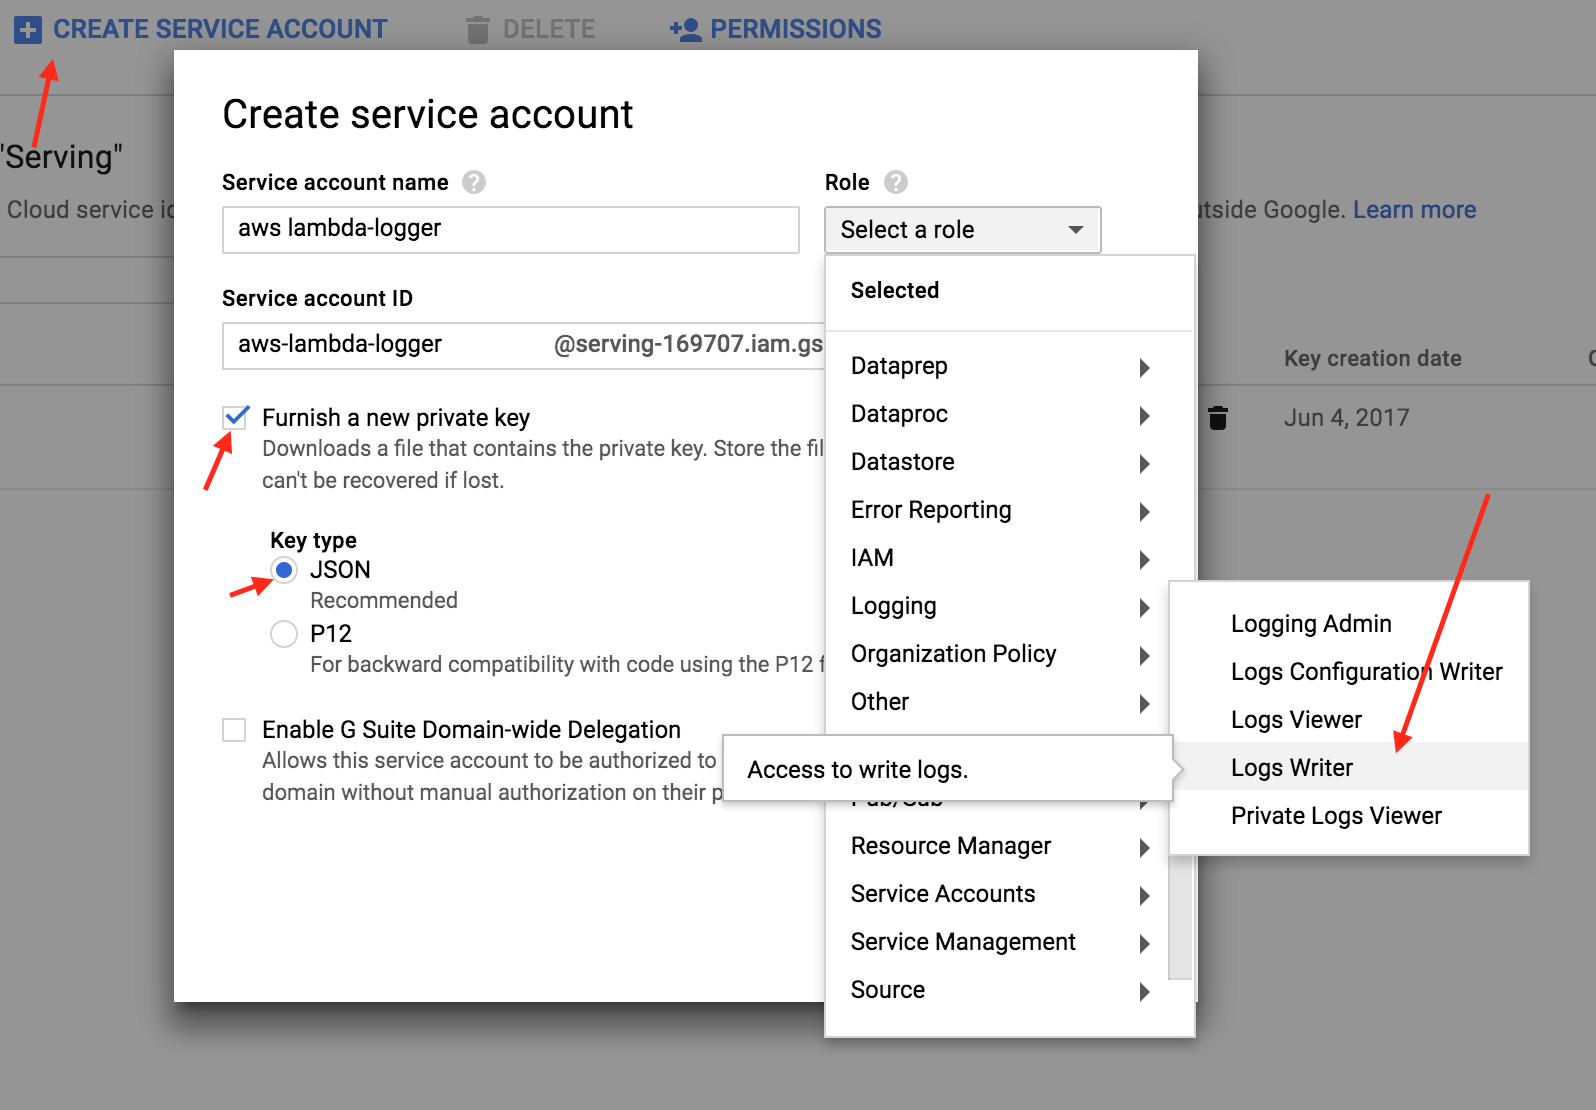 CREATE SERVICE ACCOUNT
DELETE
PERMISSIONS
Create service account
"Serving"
Service account name
Role
Cloud service
aws lambda-logger
Select a role
Google. Learn more
Selected
Service account ID
aws-lambda-logger
@serving-169707.iam.gs
Dataprep
Key creation date
Furnish a new private key
Dataproc
Jun 4, 2017
Downloads a file that contains the private key. Store the
can't be recovered if lost.
Datastore
Error Reporting
Key type
IAM
JSON
Recommended
Logging
Logging Admin
P12
Organization Policy
For backward compatibility with code using the P12
Logs Configuration Writer
Other
Logs Viewer
Enable G Suite Domain-wide Delegation
Allows this service account to be authorized to
Access to write logs.
Logs Writer
domain without manual authorization on their
Pub/Sub
Private Logs Viewer
Resource Manager
Service Accounts
Service Management
Source